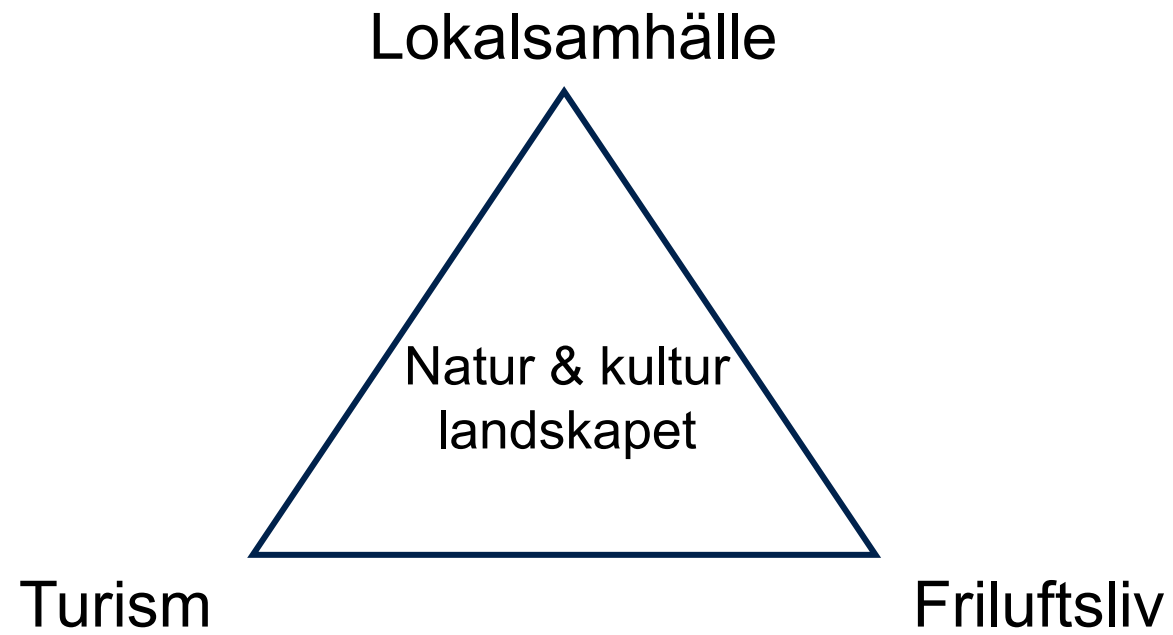 Lokalsamhälle
Natur & kultur
landskapet
Turism
Friluftsliv